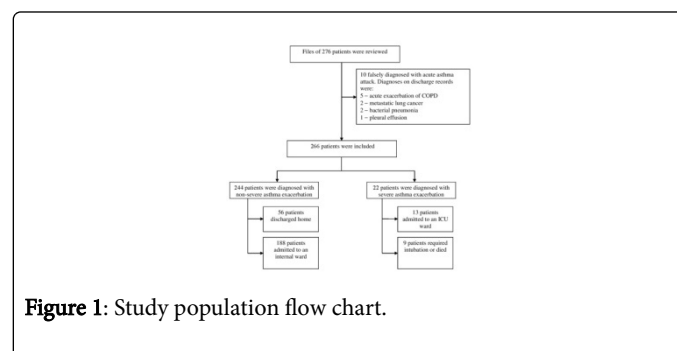 Files of 276 patients were reviewed
10 falsely diagnosed with acute asthma
attack. Diagnoses on discharge records
were:
5 – acute exacerbation of COPD
2 – metastatic lung cancer
2 – bacterial pneumonia
1 – pleural effusion
266 patients were included
244 patients were diagnosed with
non-severe asthma exacerbation
22 patients were diagnosed with
severe asthma exacerbation
56 patients
discharged home
13 patients
admitted to an ICU
ward
188 patients
admitted to an
internal ward
9 patients required
intubation or died
Figure 1: Study population flow chart.